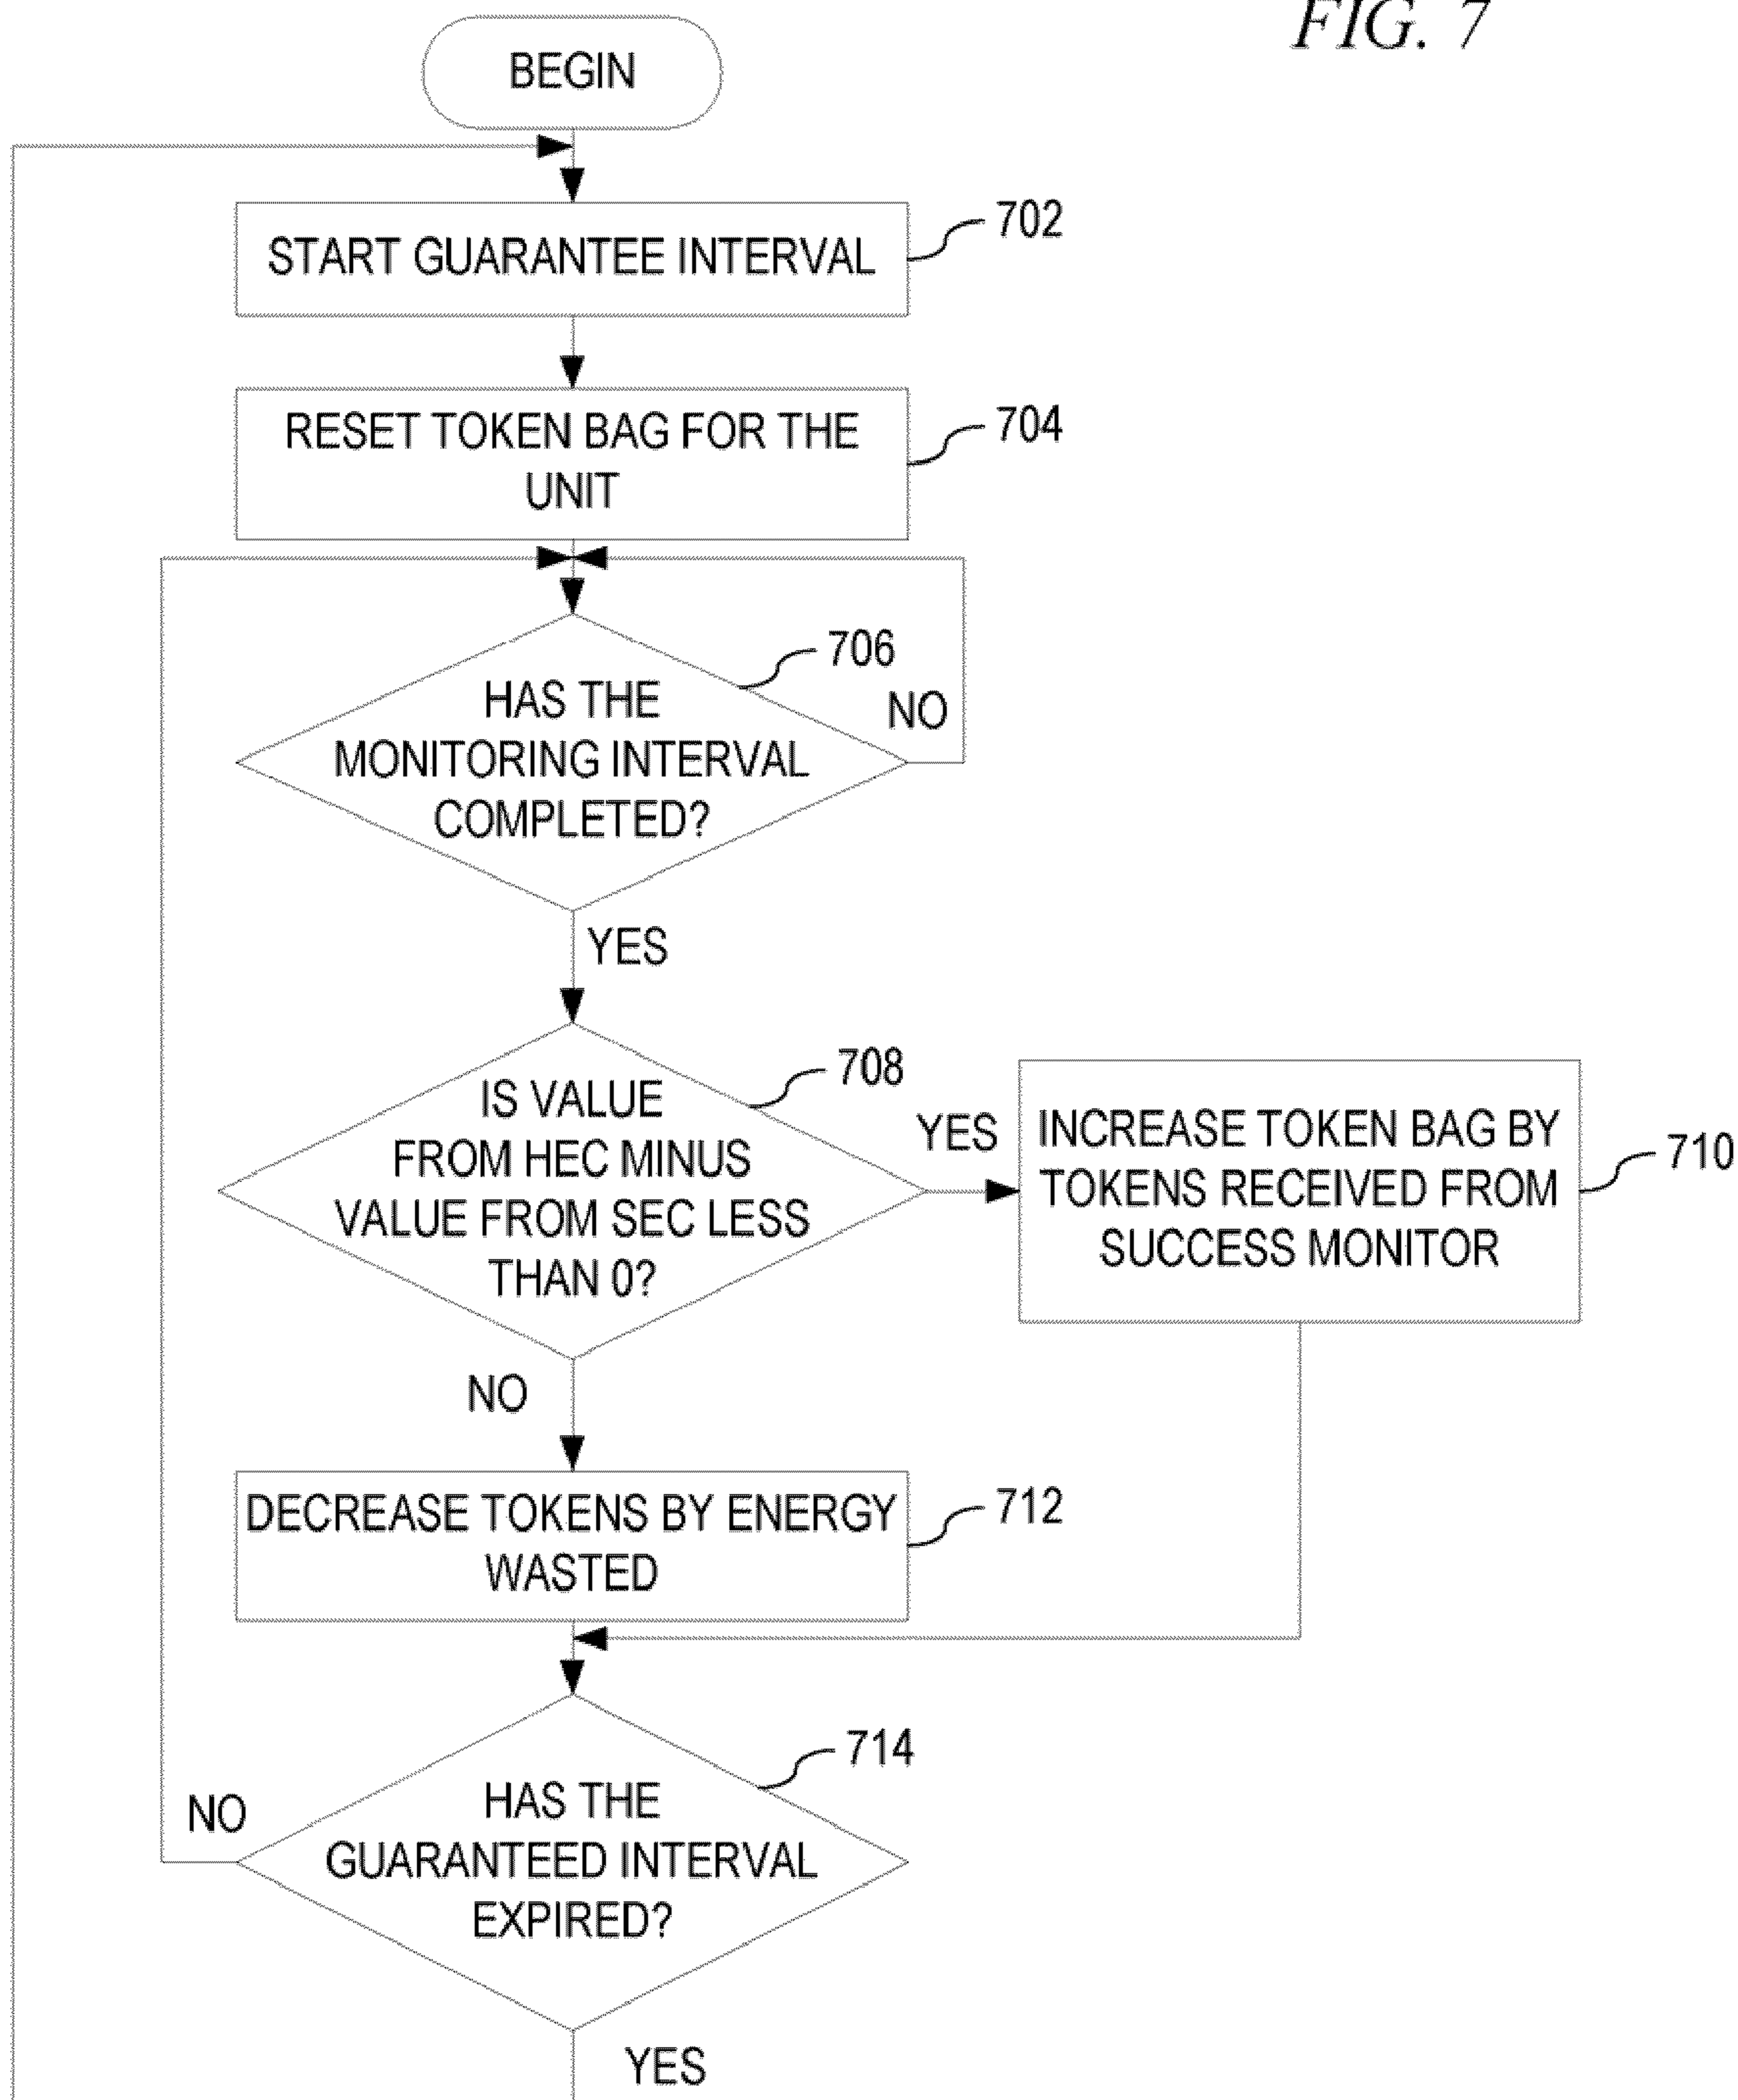 FIG. 7
BEGIN
START GUARANTEE INTERVAL
702
RESET TOKEN BAG FOR THE
UNIT
704
706
HAS THE
MONITORING INTERVAL
COMPLETED?
NO
YES
708
IS VALUE
FROM HEC MINUS
VALUE FROM SEC LESS
THAN 0?
YES
INCREASE TOKEN BAG BY
TOKENS RECEIVED FROM
SUCCESS MONITOR
710
NO
DECREASE TOKENS BY ENERGY
WASTED
712
714
HAS THE
GUARANTEED INTERVAL
EXPIRED?
NO
YES